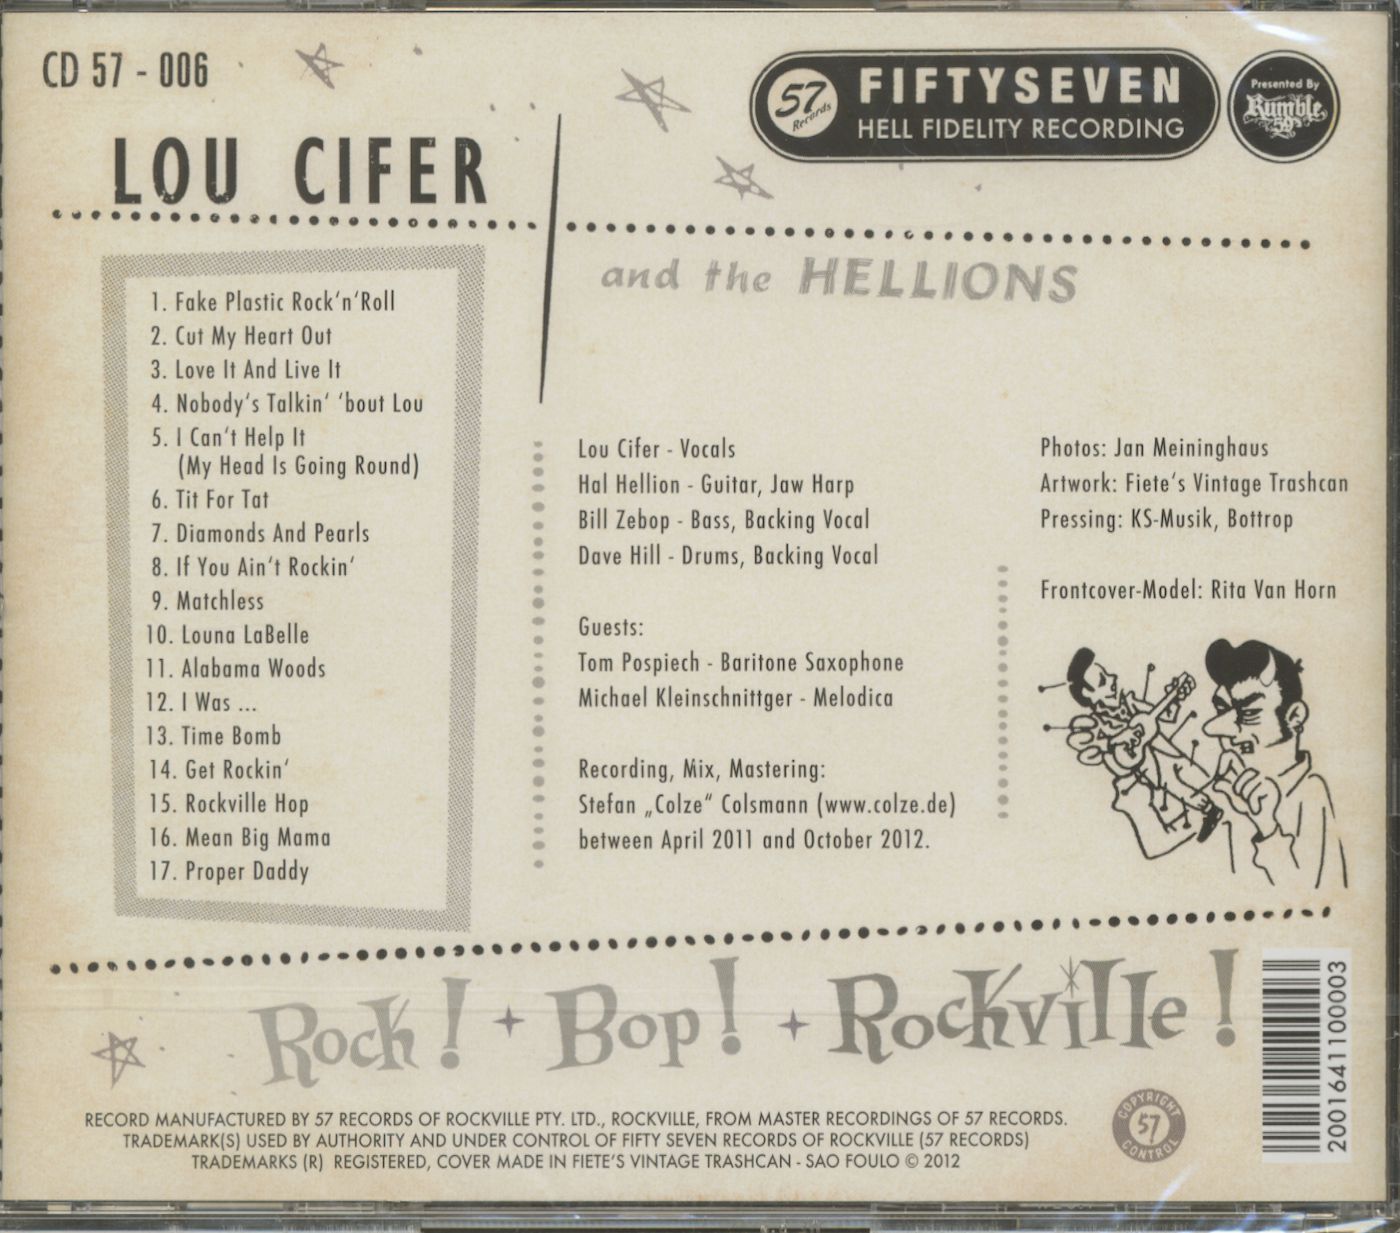 CD 57 - 006
57
Records
FIFTYSEVEN
HELL FIDELITY RECORDING
Presented By
Rumble
59
LOU CIFER
and the HELLIONS
1. Fake Plastic Rock‘n‘Roll
2. Cut My Heart Out
3. Love It And Live It
4. Nobody‘s Talkin‘ ‘bout Lou
5. I Can‘t Help It
(My Head Is Going Round)
6. Tit For Tat
7. Diamonds And Pearls
8. If You Ain‘t Rockin‘
9. Matchless
10. Louna LaBelle
11. Alabama Woods
12. I Was ...
13. Time Bomb
14. Get Rockin‘
15. Rockville Hop
16. Mean Big Mama
17. Proper Daddy
Lou Cifer - Vocals
Hal Hellion - Guitar, Jaw Harp
Bill Zebop - Bass, Backing Vocal
Dave Hill - Drums, Backing Vocal
Guests:
Tom Pospiech - Baritone Saxophone
Michael Kleinschnittger - Melodica
Recording, Mix, Mastering:
Stefan „Colze“ Colsmann (www.colze.de)
between April 2011 and October 2012.
Photos: Jan Meininghaus
Artwork: Fiete‘s Vintage Trashcan
Pressing: KS-Musik, Bottrop
Frontcover-Model: Rita Van Horn
Rock! Bop! Rockville!
RECORD MANUFACTURED BY 57 RECORDS OF ROCKVILLE PTY. LTD., ROCKVILLE, FROM MASTER RECORDINGS OF 57 RECORDS.
TRADEMARK(S) USED BY AUTHORITY AND UNDER CONTROL OF FIFTY SEVEN RECORDS OF ROCKVILLE (57 RECORDS)
TRADEMARKS (R) REGISTERED, COVER MADE IN FIETE‘S VINTAGE TRASHCAN - SAO FOULO © 2012
COPYRIGHT
57
CONTROL
2001641100003